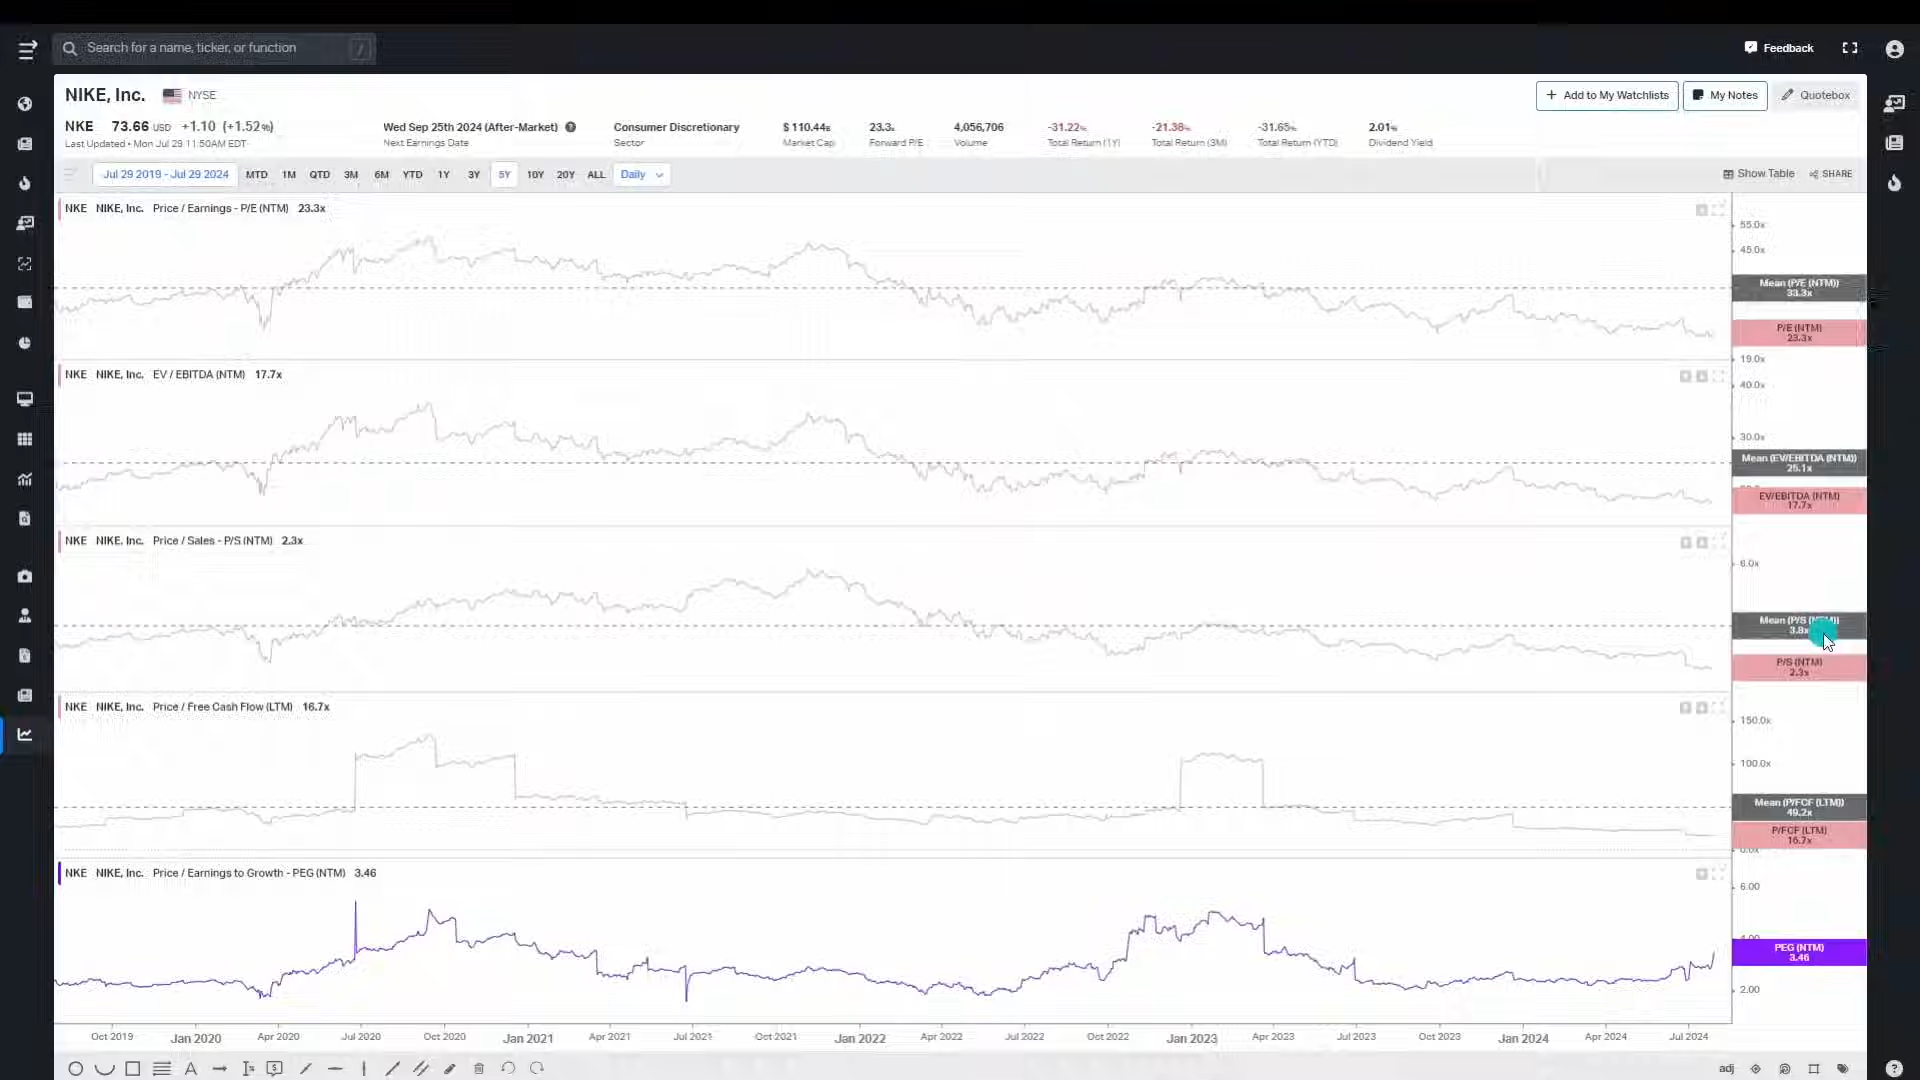 Search for a name, ticker, or function /
Feedback
NIKE, Inc. NYSE
+ Add to My Watchlists My Notes Quotebox
NKE 73.66 USD +1.10 (+1.52%)
Last Updated • Mon Jul 29 11:50AM EDT
Wed Sep 25th 2024 (After-Market)
Next Earnings Date
Consumer Discretionary
Sector
$ 110.44B
Market Cap
23.3x
Forward P/E
4,056,706
Volume
-31.22%
Total Return (1Y)
-21.38%
Total Return (3M)
-31.65%
Total Return (YTD)
2.01%
Dividend Yield
Jul 29 2019 - Jul 29 2024 MTD 1M QTD 3M 6M YTD 1Y 3Y 5Y 10Y 20Y ALL Daily
Show Table SHARE
NKE NIKE, Inc. Price / Earnings - P/E (NTM) 23.3x
55.0x
45.0x
Mean (P/E (NTM))
33.3x
P/E (NTM)
23.3x
19.0x
NKE NIKE, Inc. EV / EBITDA (NTM) 17.7x
40.0x
30.0x
Mean (EV/EBITDA (NTM))
25.1x
EV/EBITDA (NTM)
17.7x
NKE NIKE, Inc. Price / Sales - P/S (NTM) 2.3x
6.0x
Mean (P/S (NTM))
3.8x
P/S (NTM)
2.3x
NKE NIKE, Inc. Price / Free Cash Flow (LTM) 16.7x
150.0x
100.0x
Mean (P/FCF (LTM))
49.2x
P/FCF (LTM)
16.7x
0.0x
NKE NIKE, Inc. Price / Earnings to Growth - PEG (NTM) 3.46
6.00
4.00
PEG (NTM)
3.46
2.00
Oct 2019 Jan 2020 Apr 2020 Jul 2020 Oct 2020 Jan 2021 Apr 2021 Jul 2021 Oct 2021 Jan 2022 Apr 2022 Jul 2022 Oct 2022 Jan 2023 Apr 2023 Jul 2023 Oct 2023 Jan 2024 Apr 2024 Jul 2024
adj